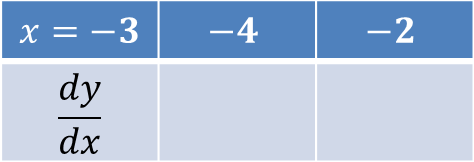 x = −3 −4 −2
dy
dx